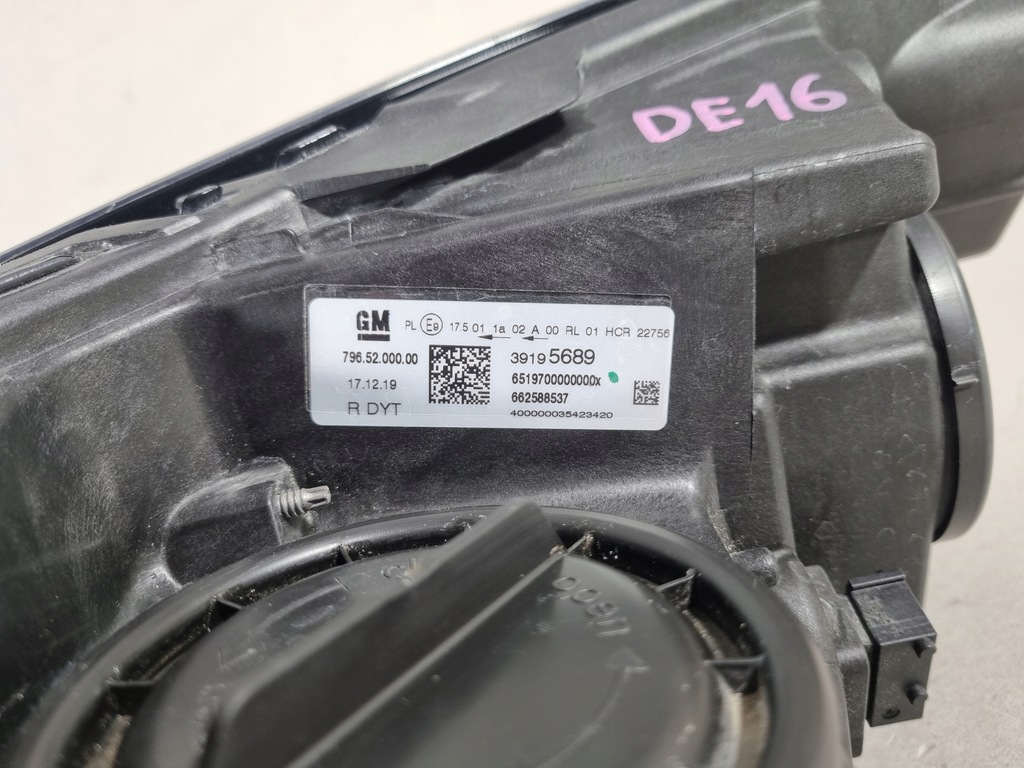 DE16
GM PL E9 17.5 01 1a 02 A 00 RL 01 HCR 22756
796.52.000.00
17.12.19
R DYT
39195689
651970000000x
662588537
400000035423420